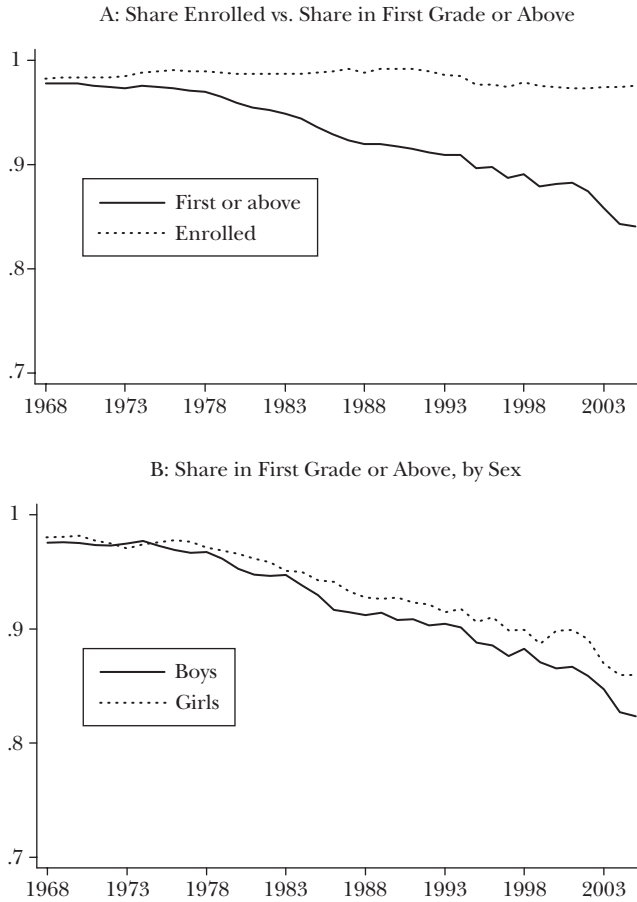 A: Share Enrolled vs. Share in First Grade or Above
1
.9
First or above
Enrolled
.8
.7
1968 1973 1978 1983 1988 1993 1998 2003
B: Share in First Grade or Above, by Sex
1
.9
Boys
Girls
.8
.7
1968 1973 1978 1983 1988 1993 1998 2003